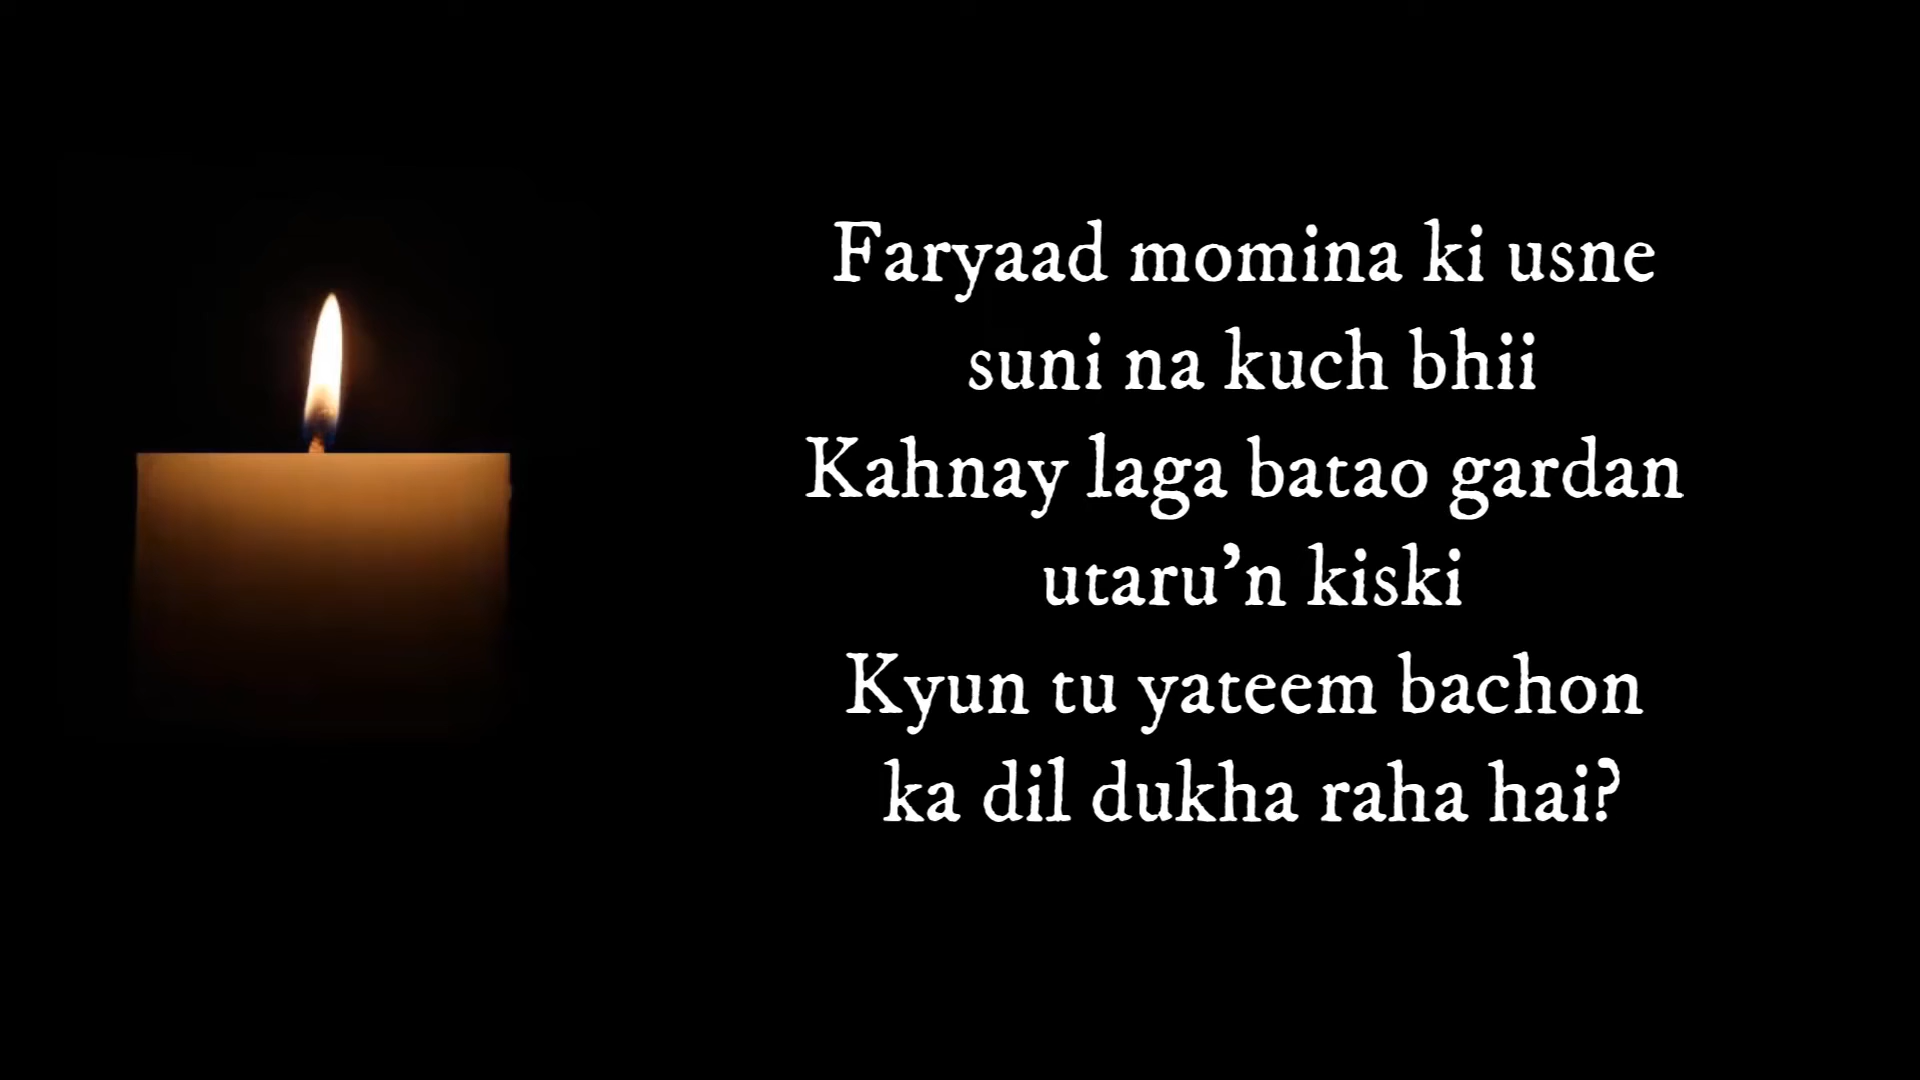 Faryaad momina ki usne
suni na kuch bhii
Kahnay laga batao gardan
utaru’n kiski
Kyun tu yateem bachon
ka dil dukha raha hai?